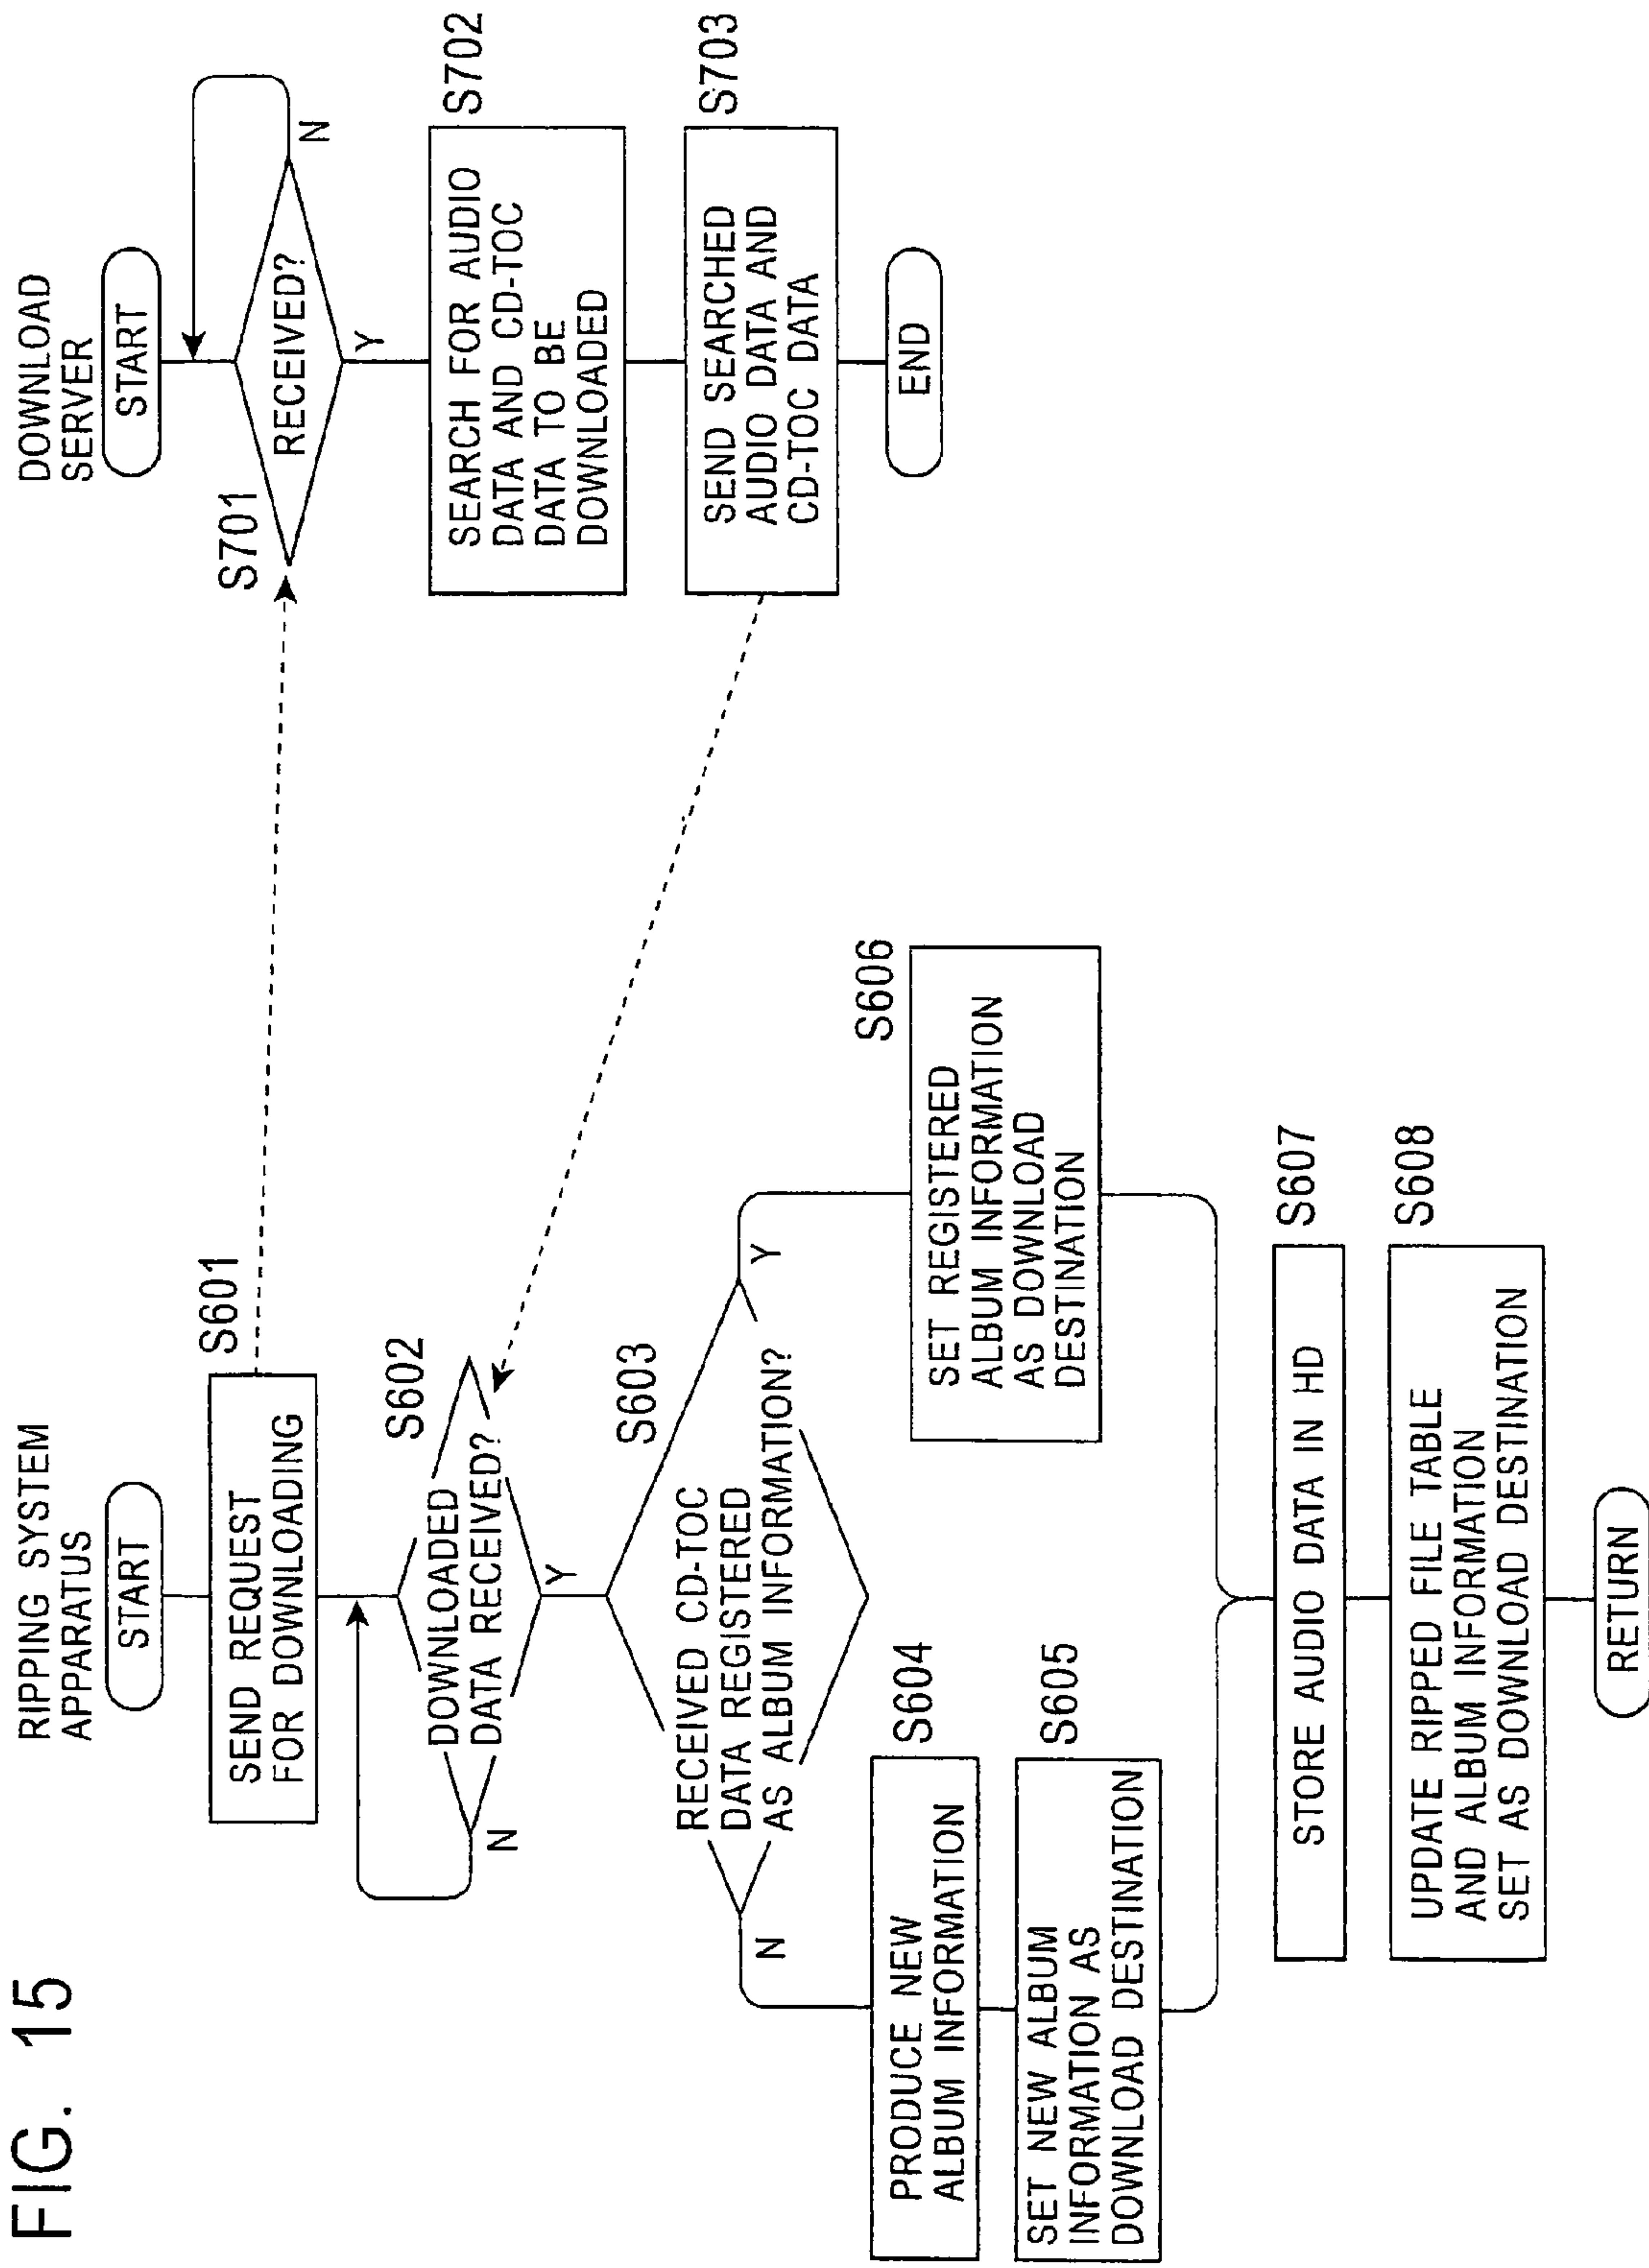 FIG. 15
RIPPING SYSTEM
APPARATUS
START
S601
SEND REQUEST
FOR DOWNLOADING
S602
DOWNLOADED
DATA RECEIVED?
N
Y
S603
RECEIVED CD-TOC
DATA REGISTERED
AS ALBUM INFORMATION?
N
Y
S604
PRODUCE NEW
ALBUM INFORMATION
S605
SET NEW ALBUM
INFORMATION AS
DOWNLOAD DESTINATION
S606
SET REGISTERED
ALBUM INFORMATION
AS DOWNLOAD
DESTINATION
S607
STORE AUDIO DATA IN HD
S608
UPDATE RIPPED FILE TABLE
AND ALBUM INFORMATION
SET AS DOWNLOAD DESTINATION
RETURN
DOWNLOAD
SERVER
START
S701
RECEIVED?
N
Y
S702
SEARCH FOR AUDIO
DATA AND CD-TOC
DATA TO BE
DOWNLOADED
S703
SEND SEARCHED
AUDIO DATA AND
CD-TOC DATA
END